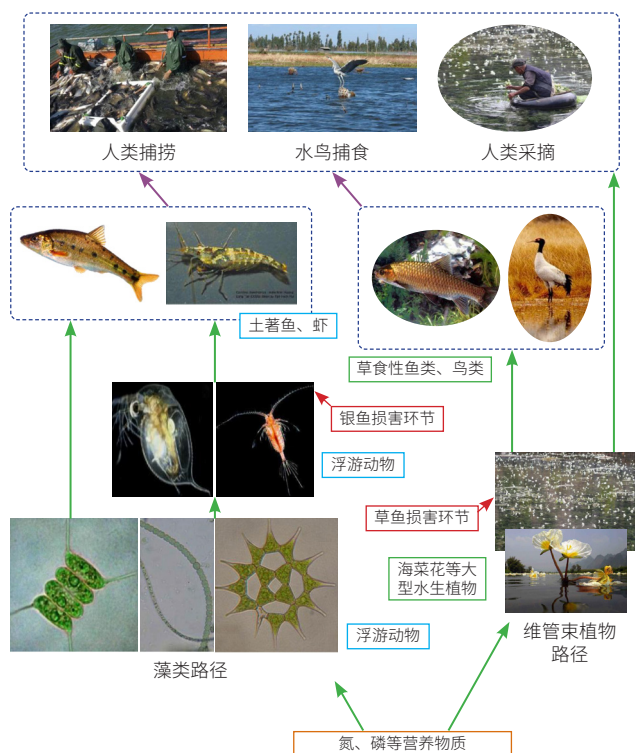 人类捕捞
水鸟捕食
人类采摘
土著鱼、虾
草食性鱼类、鸟类
银鱼损害环节
浮游动物
草鱼损害环节
海菜花等大
型水生植物
浮游动物
藻类路径
维管束植物
路径
氮、磷等营养物质